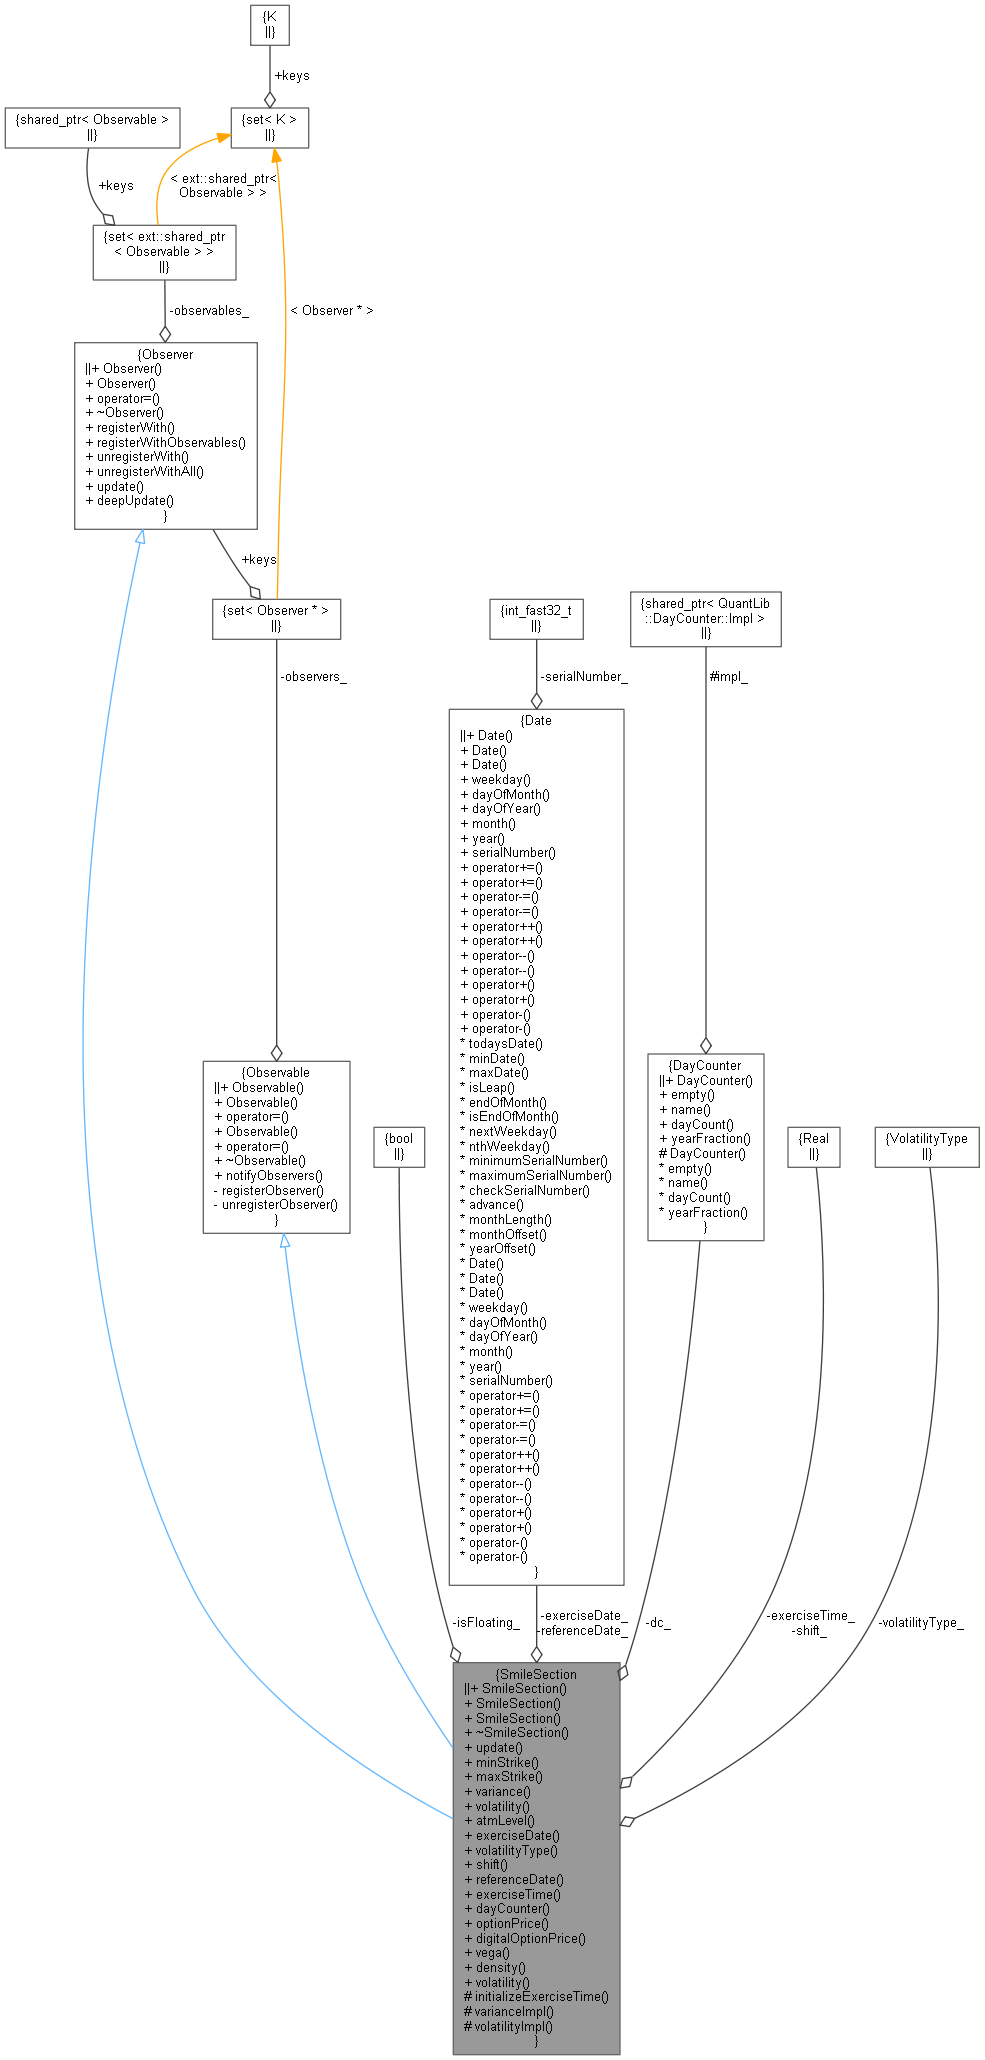 {K
||}
+keys
{shared_ptr< Observable >
||}
{set< K >
||}
+keys
< ext::shared_ptr<
Observable > >
{set< ext::shared_ptr
< Observable > >
||}
-observables_
< Observer * >
{Observer
||+ Observer()
+ Observer()
+ operator=()
+ ~Observer()
+ registerWith()
+ registerWithObservables()
+ unregisterWith()
+ unregisterWithAll()
+ update()
+ deepUpdate()
}
+keys
{set< Observer * >
||}
-observers_
{int_fast32_t
||}
-serialNumber_
{shared_ptr< QuantLib
::DayCounter::Impl >
||}
#impl_
{Date
||+ Date()
+ Date()
+ Date()
+ weekday()
+ dayOfMonth()
+ dayOfYear()
+ month()
+ year()
+ serialNumber()
+ operator+=()
+ operator+=()
+ operator-=()
+ operator-=()
+ operator++()
+ operator++()
+ operator--()
+ operator--()
+ operator+()
+ operator+()
+ operator-()
+ operator-()
* todaysDate()
* minDate()
* maxDate()
* isLeap()
* endOfMonth()
* isEndOfMonth()
* nextWeekday()
* nthWeekday()
* minimumSerialNumber()
* maximumSerialNumber()
* checkSerialNumber()
* advance()
* monthLength()
* monthOffset()
* yearOffset()
* Date()
* Date()
* Date()
* weekday()
* dayOfMonth()
* dayOfYear()
* month()
* year()
* serialNumber()
* operator+=()
* operator+=()
* operator-=()
* operator-=()
* operator++()
* operator++()
* operator--()
* operator--()
* operator+()
* operator+()
* operator-()
* operator-()
}
{Observable
||+ Observable()
+ Observable()
+ operator=()
+ Observable()
+ operator=()
+ ~Observable()
+ notifyObservers()
- registerObserver()
- unregisterObserver()
}
{bool
||}
{DayCounter
||+ DayCounter()
+ empty()
+ name()
+ dayCount()
+ yearFraction()
# DayCounter()
* empty()
* name()
* dayCount()
* yearFraction()
}
{Real
||}
{VolatilityType
||}
-isFloating_
-exerciseDate_
-referenceDate_
-dc_
-exerciseTime_
-shift_
-volatilityType_
{SmileSection
||+ SmileSection()
+ SmileSection()
+ SmileSection()
+ ~SmileSection()
+ update()
+ minStrike()
+ maxStrike()
+ variance()
+ volatility()
+ atmLevel()
+ exerciseDate()
+ volatilityType()
+ shift()
+ referenceDate()
+ exerciseTime()
+ dayCounter()
+ optionPrice()
+ digitalOptionPrice()
+ vega()
+ density()
+ volatility()
# initializeExerciseTime()
# varianceImpl()
# volatilityImpl()
}